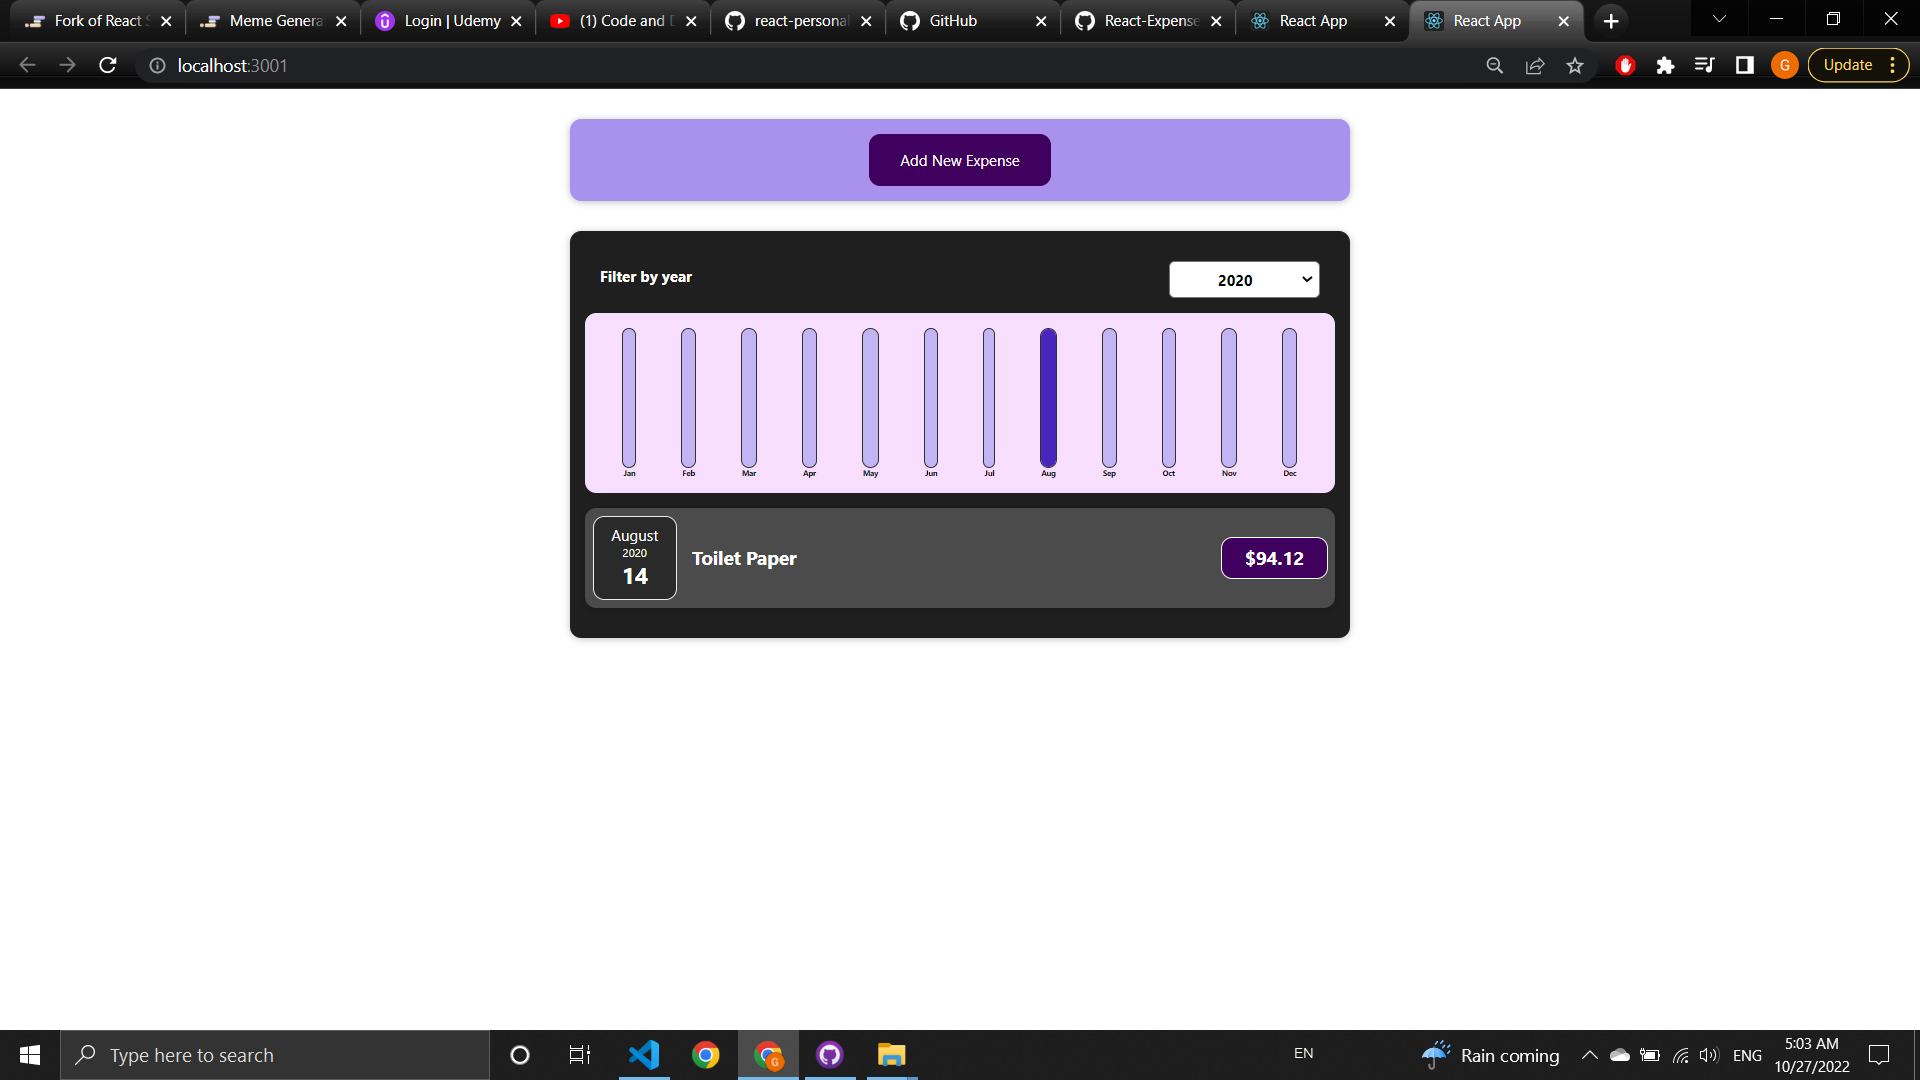 Fork of React S
Meme Genera
Login | Udemy
(1) Code and D
react-personal
GitHub
React-Expense
React App
React App
localhost:3001
G
Update
Add New Expense
Filter by year
2020
Jan Feb Mar Apr May Jun Jul Aug Sep Oct Nov Dec
August
2020
14
Toilet Paper
$94.12
Type here to search
G
EN
Rain coming
ENG
5:03 AM
10/27/2022